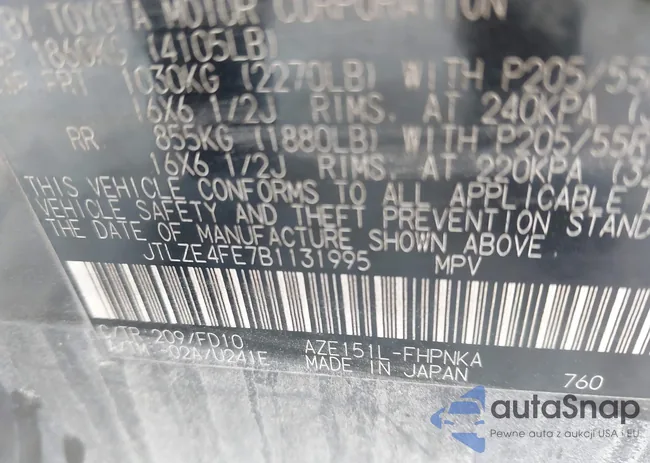 BY TOYOTA MOTOR CORPORATION
1860KG (4105LB)
FRT 1030KG (2270LB) WITH P205/55
16X6 1/2J RIMS, AT 240KPA
RR 855KG (1880LB) WITH P205/55R
16X6 1/2J RIMS, AT 220KPA
THIS VEHICLE CONFORMS TO ALL APPLICABLE
VEHICLE SAFETY AND THEFT PREVENTION STAND
THE DATE OF MANUFACTURE SHOWN ABOVE
JTLZE4FE7B1131995 MPV
C/TR 209/FD10 AZE151L-FHPNKA
A/TM -02A/U241E MADE IN JAPAN 760
autaSnap
Pewne auta z aukcji USA i EU